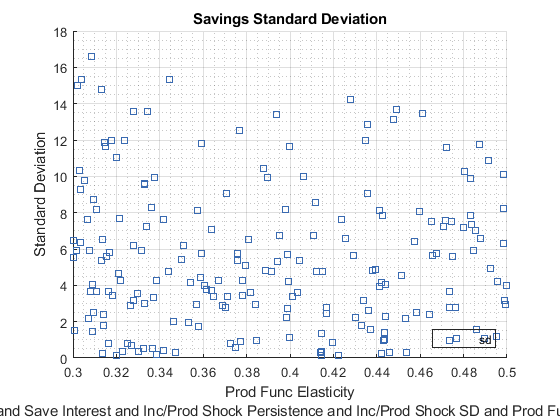 Savings Standard Deviation
18
16
14
12
10
8
6
4
2
0
Standard Deviation
sd
0.3 0.32 0.34 0.36 0.38 0.4 0.42 0.44 0.46 0.48 0.5
Prod Func Elasticity
and Save Interest and Inc/Prod Shock Persistence and Inc/Prod Shock SD and Prod Fu